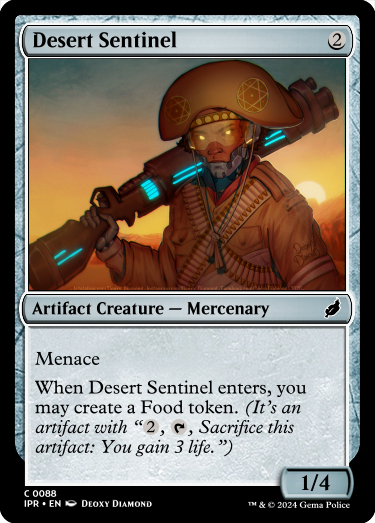 Desert Sentinel 2
Artifact Creature — Mercenary
Menace
When Desert Sentinel enters, you
may create a Food token. (It's an
artifact with “2, , Sacrifice this
artifact: You gain 3 life.”)
1/4
C 0088
IPR • EN DEOXY DIAMOND
™ & © 2024 Gema Police